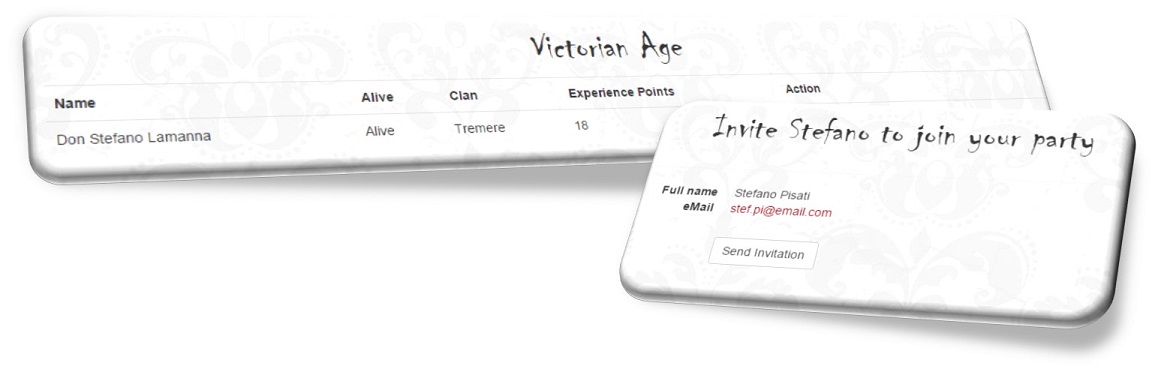 Victorian Age
Name Alive Clan Experience Points Action
Don Stefano Lamanna Alive Tremere 18
Invite Stefano to join your party
Full name Stefano Pisati
eMail stef.pi@email.com
Send Invitation